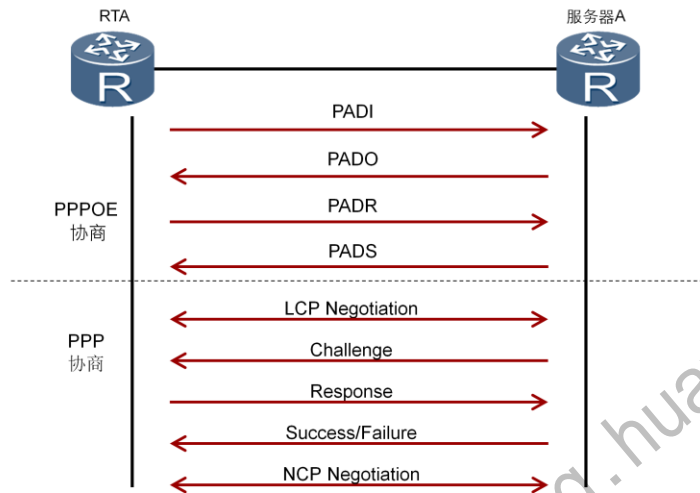 RTA
服务器A
R
R
PADI
PADO
PPPOE
协商
PADR
PADS
LCP Negotiation
PPP
协商
Challenge
Response
Success/Failure
NCP Negotiation
g.hua